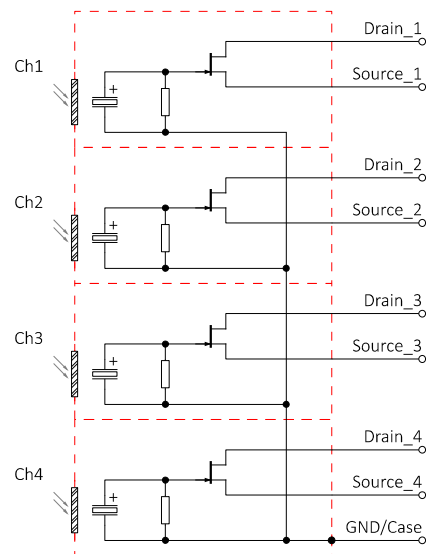 Drain_1
Ch1
Source_1
+
Drain_2
Ch2
Source_2
+
Drain_3
Ch3
Source_3
+
Drain_4
Ch4
Source_4
+
GND/Case